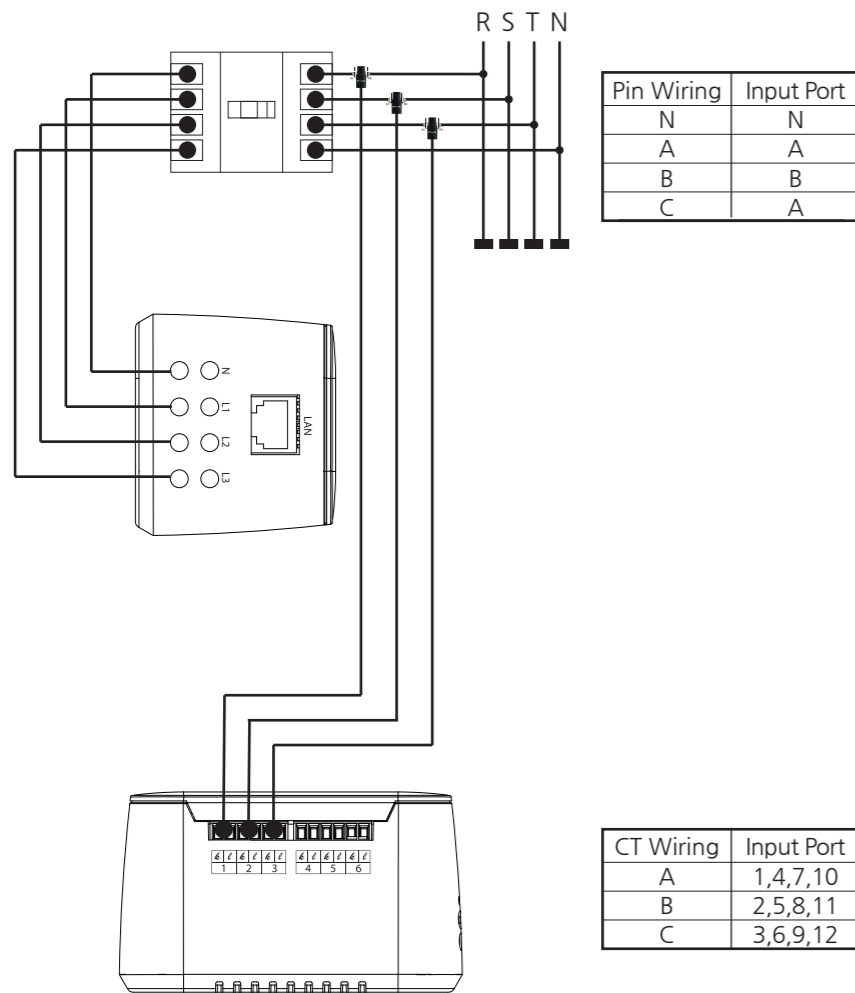 R S T N
Pin Wiring Input Port
N N
A A
B B
C A
N
L1
L2
L3
LAN
k ℓ k ℓ k ℓ k ℓ k ℓ k ℓ
1 2 3 4 5 6
CT Wiring Input Port
A 1,4,7,10
B 2,5,8,11
C 3,6,9,12